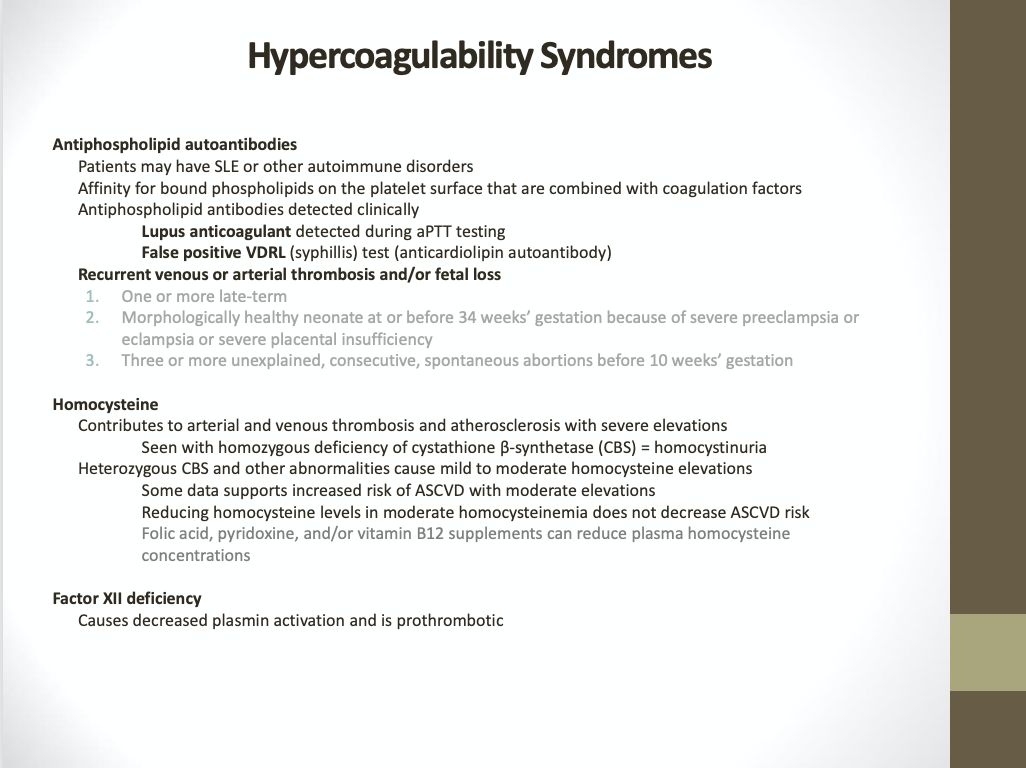 Hypercoagulability Syndromes
Antiphospholipid autoantibodies
Patients may have SLE or other autoimmune disorders
Affinity for bound phospholipids on the platelet surface that are combined with coagulation factors
Antiphospholipid antibodies detected clinically
Lupus anticoagulant detected during aPTT testing
False positive VDRL (syphillis) test (anticardiolipin autoantibody)
Recurrent venous or arterial thrombosis and/or fetal loss
1. One or more late-term
2. Morphologically healthy neonate at or before 34 weeks’ gestation because of severe preeclampsia or
eclampsia or severe placental insufficiency
3. Three or more unexplained, consecutive, spontaneous abortions before 10 weeks’ gestation
Homocysteine
Contributes to arterial and venous thrombosis and atherosclerosis with severe elevations
Seen with homozygous deficiency of cystathione β-synthetase (CBS) = homocystinuria
Heterozygous CBS and other abnormalities cause mild to moderate homocysteine elevations
Some data supports increased risk of ASCVD with moderate elevations
Reducing homocysteine levels in moderate homocysteinemia does not decrease ASCVD risk
Folic acid, pyridoxine, and/or vitamin B12 supplements can reduce plasma homocysteine
concentrations
Factor XII deficiency
Causes decreased plasmin activation and is prothrombotic